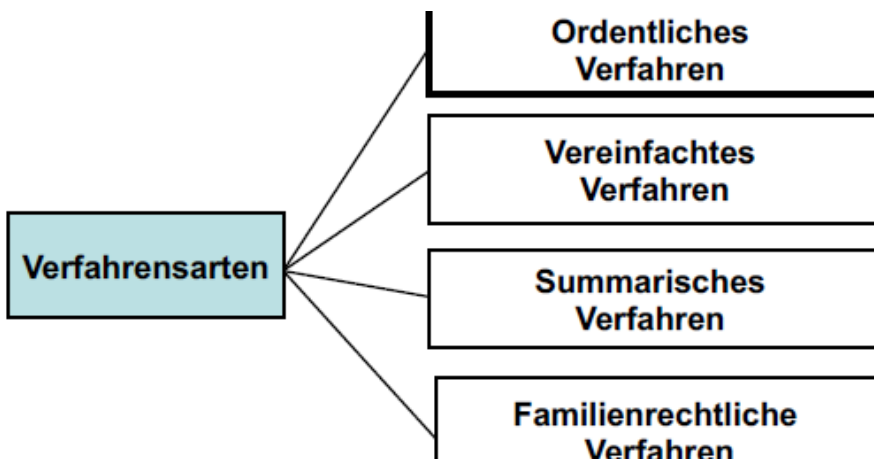 Ordentliches
Verfahren
Vereinfachtes
Verfahren
Verfahrensarten
Summarisches
Verfahren
Familienrechtliche
Verfahren